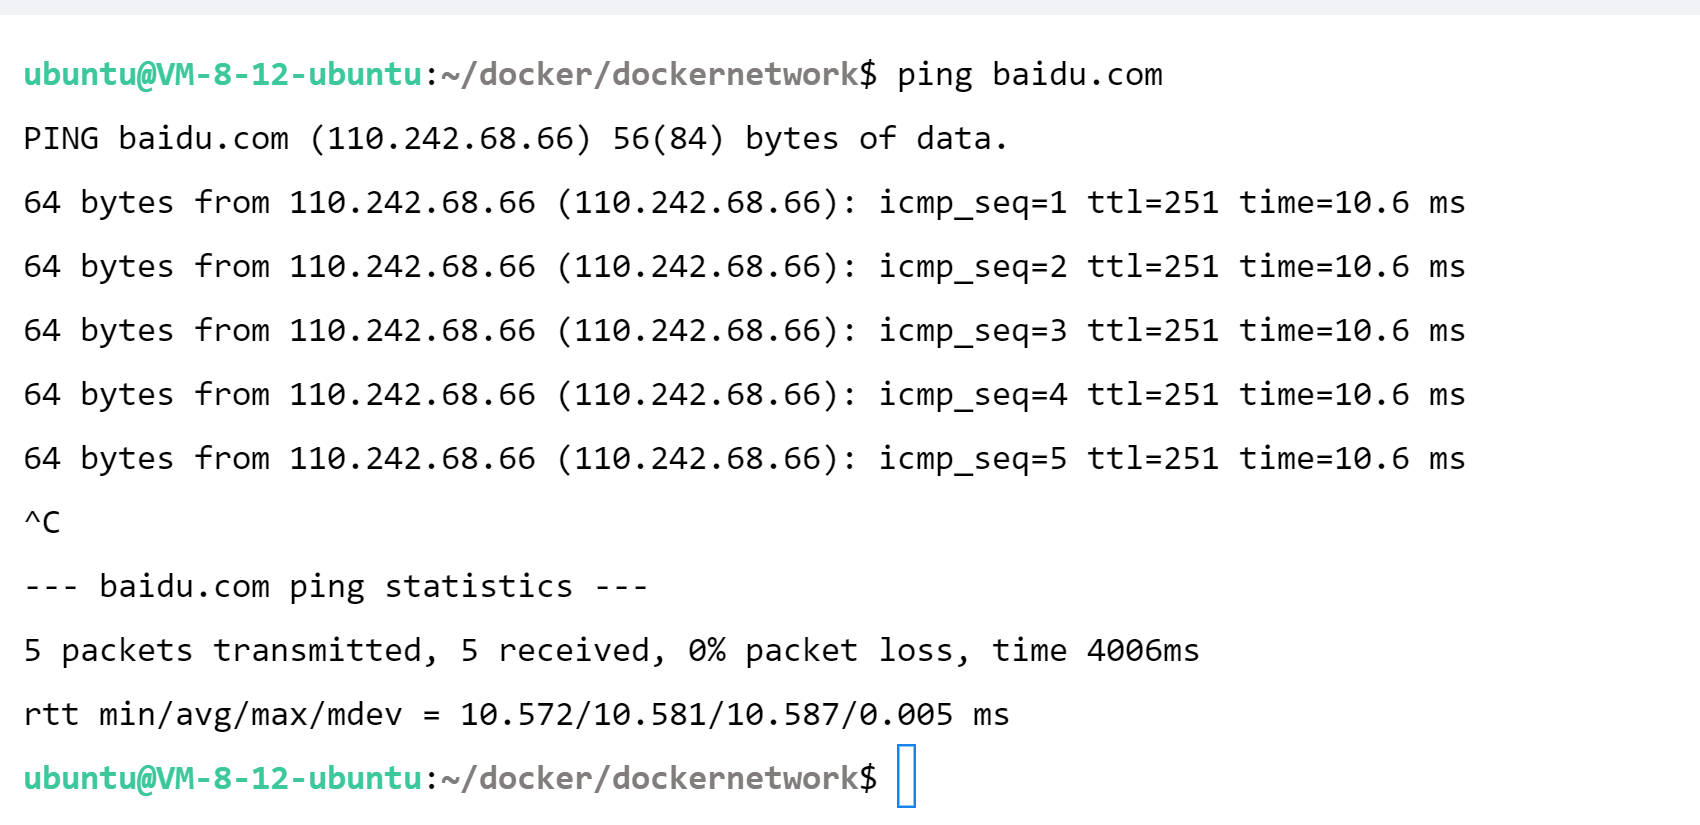 ubuntu@VM-8-12-ubuntu:~/docker/dockernetwork$ ping baidu.com
PING baidu.com (110.242.68.66) 56(84) bytes of data.
64 bytes from 110.242.68.66 (110.242.68.66): icmp_seq=1 ttl=251 time=10.6 ms
64 bytes from 110.242.68.66 (110.242.68.66): icmp_seq=2 ttl=251 time=10.6 ms
64 bytes from 110.242.68.66 (110.242.68.66): icmp_seq=3 ttl=251 time=10.6 ms
64 bytes from 110.242.68.66 (110.242.68.66): icmp_seq=4 ttl=251 time=10.6 ms
64 bytes from 110.242.68.66 (110.242.68.66): icmp_seq=5 ttl=251 time=10.6 ms
^C
--- baidu.com ping statistics ---
5 packets transmitted, 5 received, 0% packet loss, time 4006ms
rtt min/avg/max/mdev = 10.572/10.581/10.587/0.005 ms
ubuntu@VM-8-12-ubuntu:~/docker/dockernetwork$